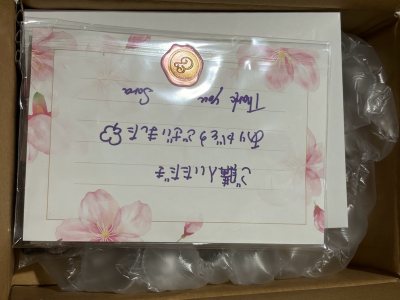 ご購入いただき
ありがとうございました
Thank you
Sara